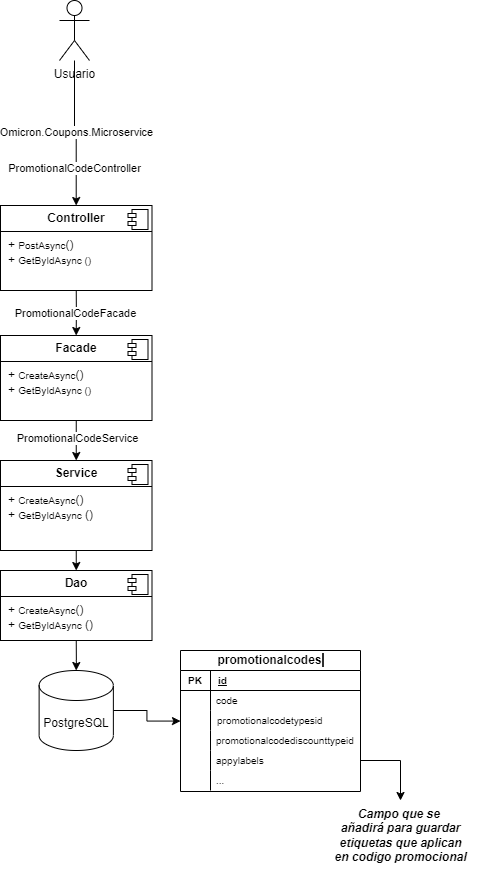 Usuario
Omicron.Coupons.Microservice
PromotionalCodeController
Controller
+ PostAsync()
+ GetByIdAsync ()
PromotionalCodeFacade
Facade
+ CreateAsync()
+ GetByIdAsync ()
PromotionalCodeService
Service
+ CreateAsync()
+ GetByIdAsync ()
Dao
+ CreateAsync()
+ GetByIdAsync ()
PostgreSQL
promotionalcodes
PK id
code
promotionalcodetypesid
promotionalcodediscounttypeid
appylabels
...
Campo que se
añadirá para guardar
etiquetas que aplican
en codigo promocional